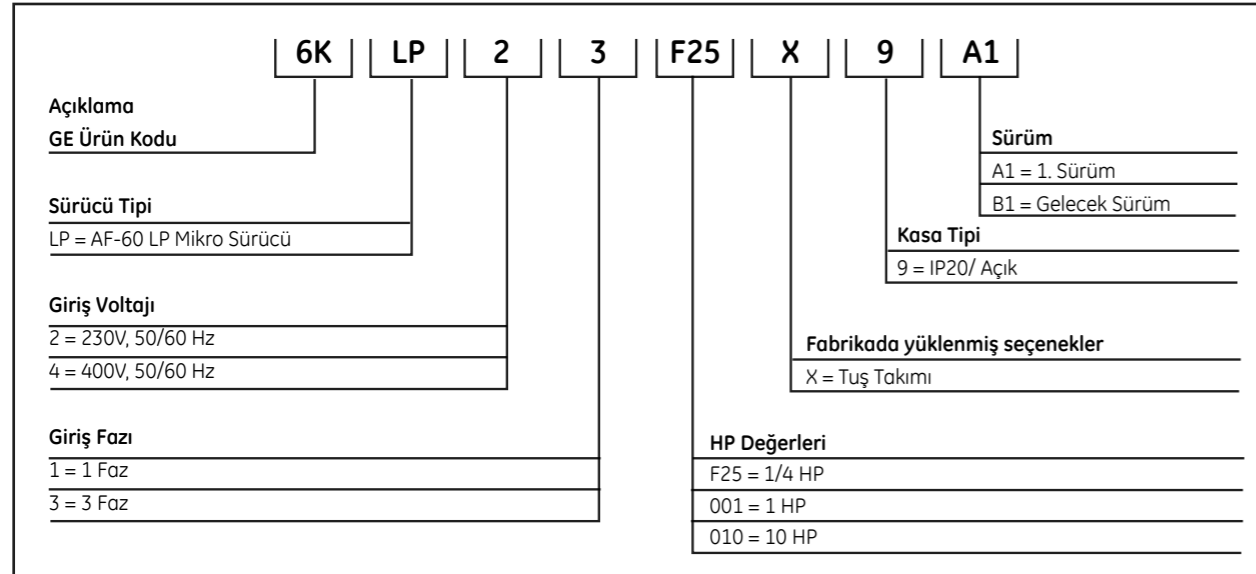 6K LP 2 3 F25 X 9 A1
Açıklama
GE Ürün Kodu
Sürücü Tipi
LP = AF-60 LP Mikro Sürücü
Giriş Voltajı
2 = 230V, 50/60 Hz
4 = 400V, 50/60 Hz
Giriş Fazı
1 = 1 Faz
3 = 3 Faz
Sürüm
A1 = 1. Sürüm
B1 = Gelecek Sürüm
Kasa Tipi
9 = IP20/ Açık
Fabrikada yüklenmiş seçenekler
X = Tuş Takımı
HP Değerleri
F25 = 1/4 HP
001 = 1 HP
010 = 10 HP